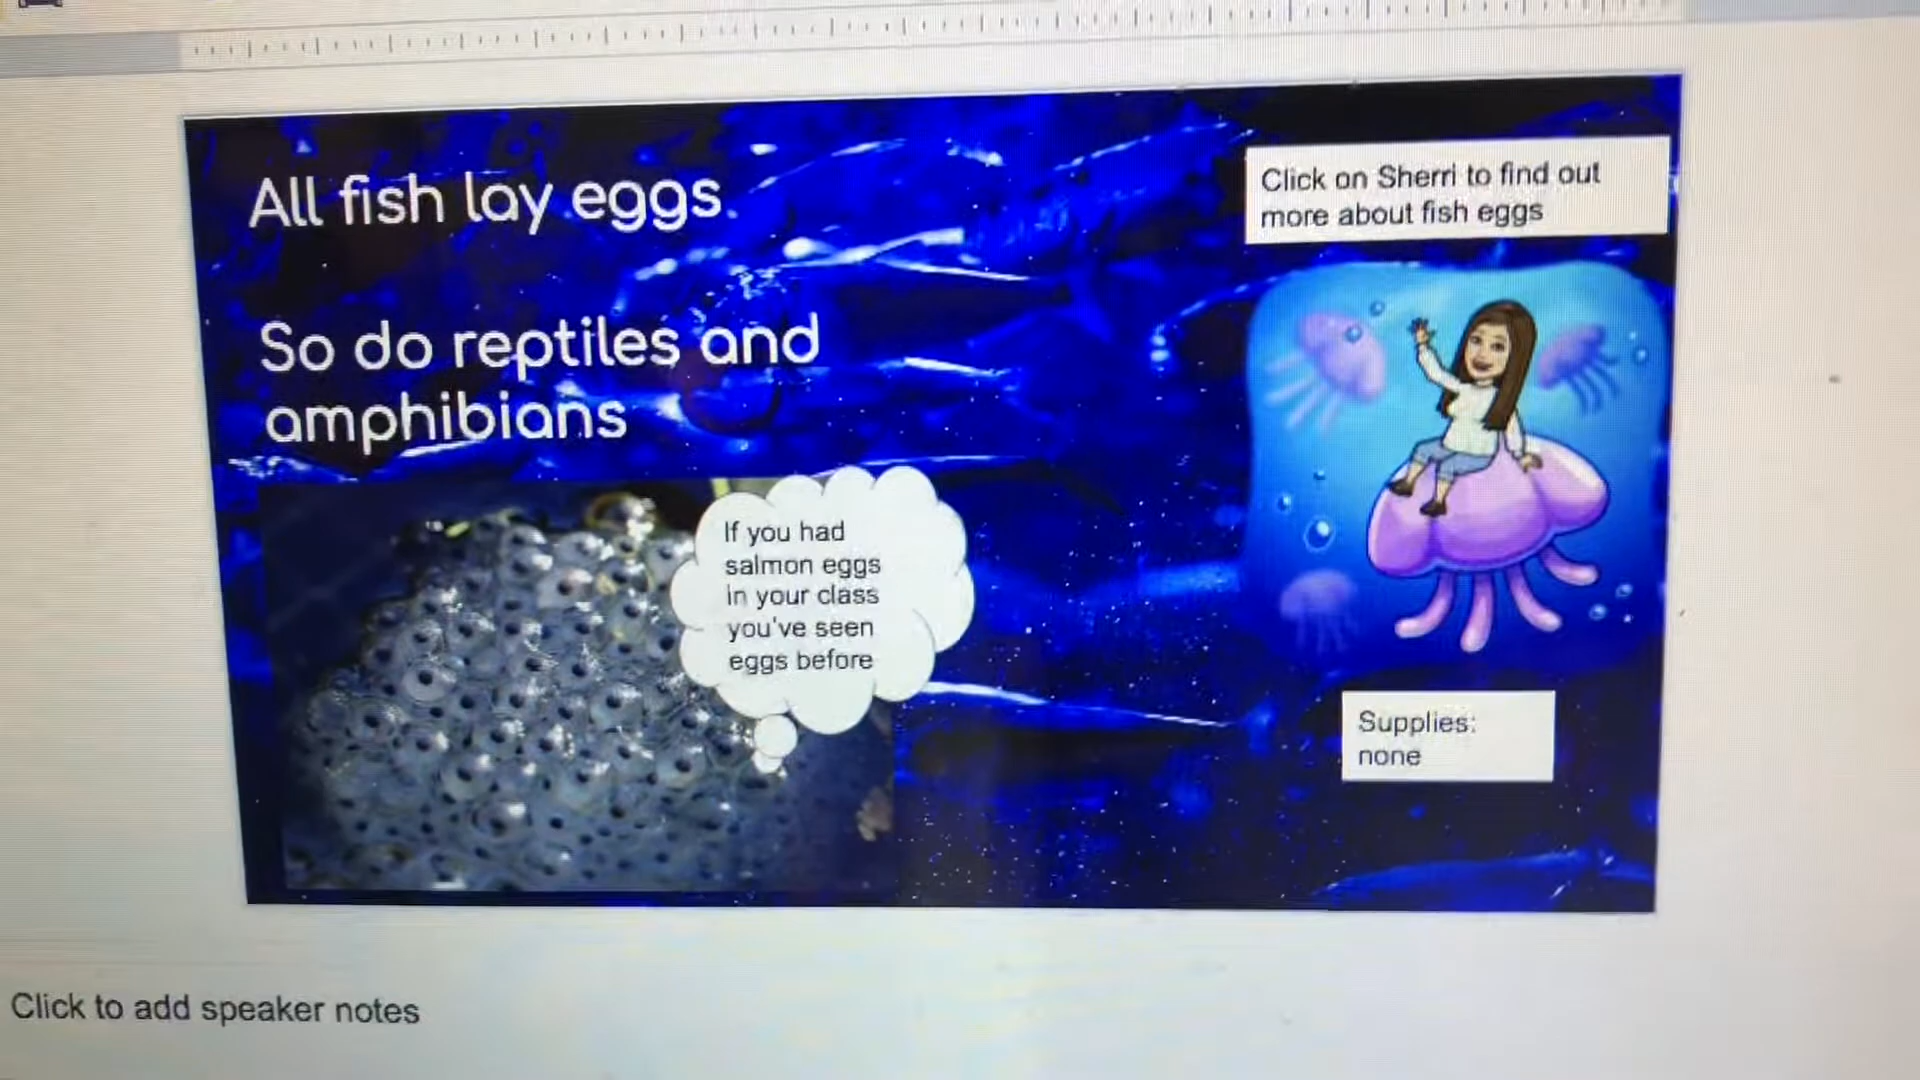 All fish lay eggs.
So do reptiles and
amphibians
Click on Sherri to find out
more about fish eggs
If you had
salmon eggs
in your class
you've seen
eggs before
Supplies:
none
Click to add speaker notes